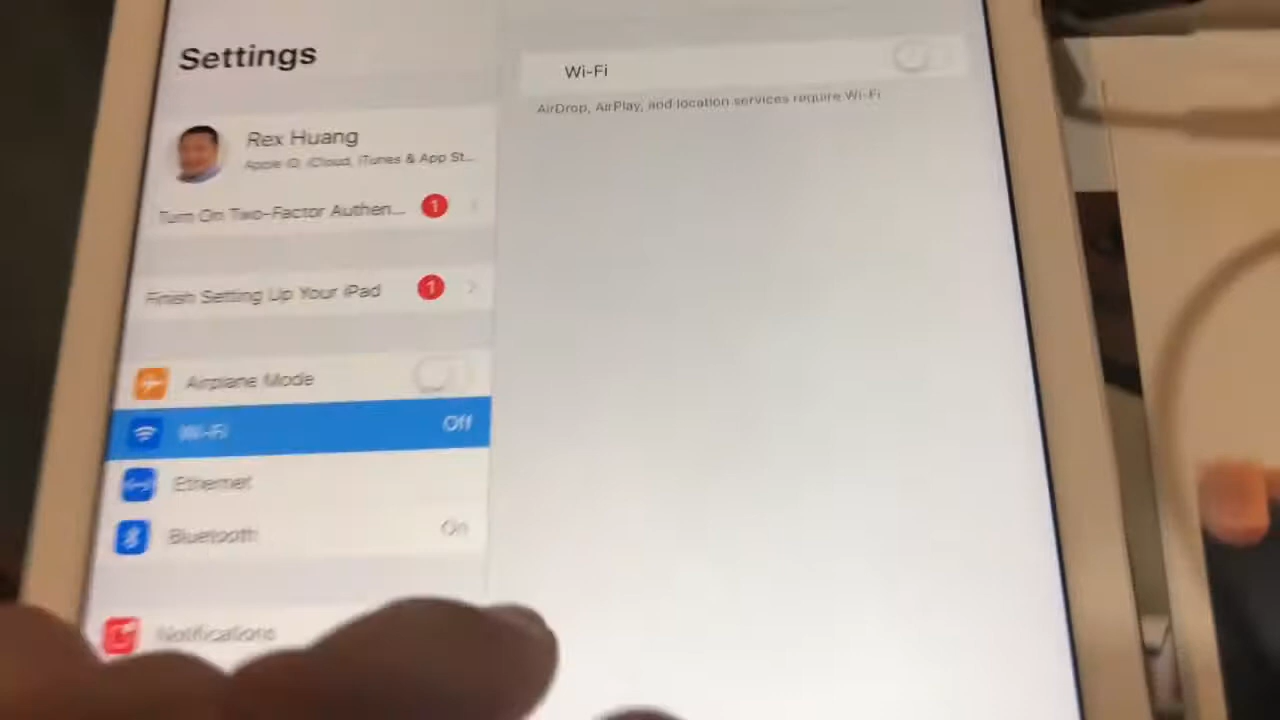 Settings
Rex Huang
Apple ID, iCloud, iTunes & App St...
Turn On Two-Factor Authen...
1
Finish Setting Up Your iPad
1
Airplane Mode
Wi-Fi
Off
Ethernet
Bluetooth
On
Notifications
Wi-Fi
AirDrop, AirPlay, and location services require Wi-Fi